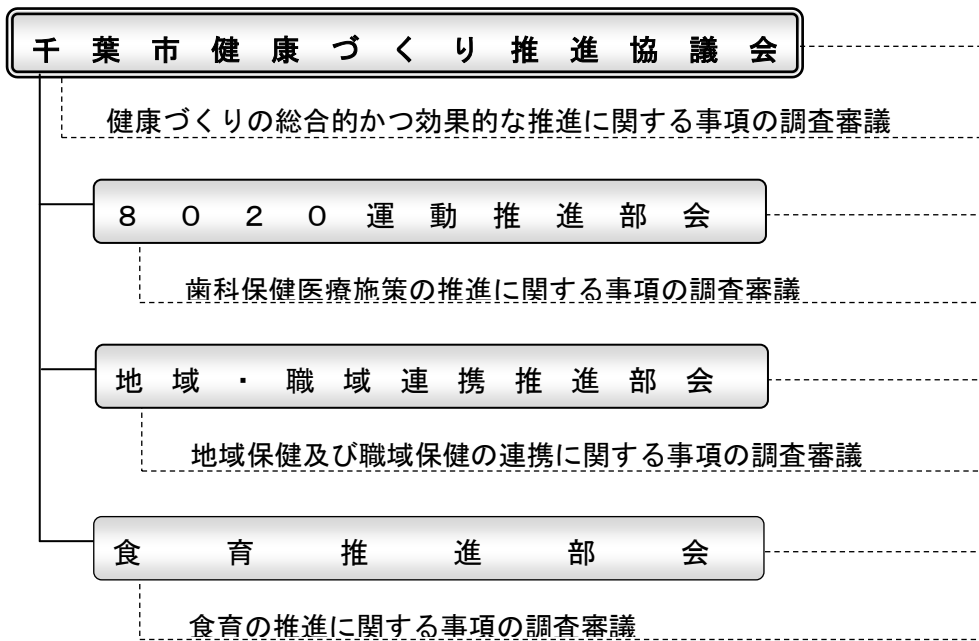 千葉市健康づくり推進協議会
健康づくりの総合的かつ効果的な推進に関する事項の調査審議
８０２０運動推進部会
歯科保健医療施策の推進に関する事項の調査審議
地域・職域連携推進部会
地域保健及び職域保健の連携に関する事項の調査審議
食育推進部会
食育の推進に関する事項の調査審議